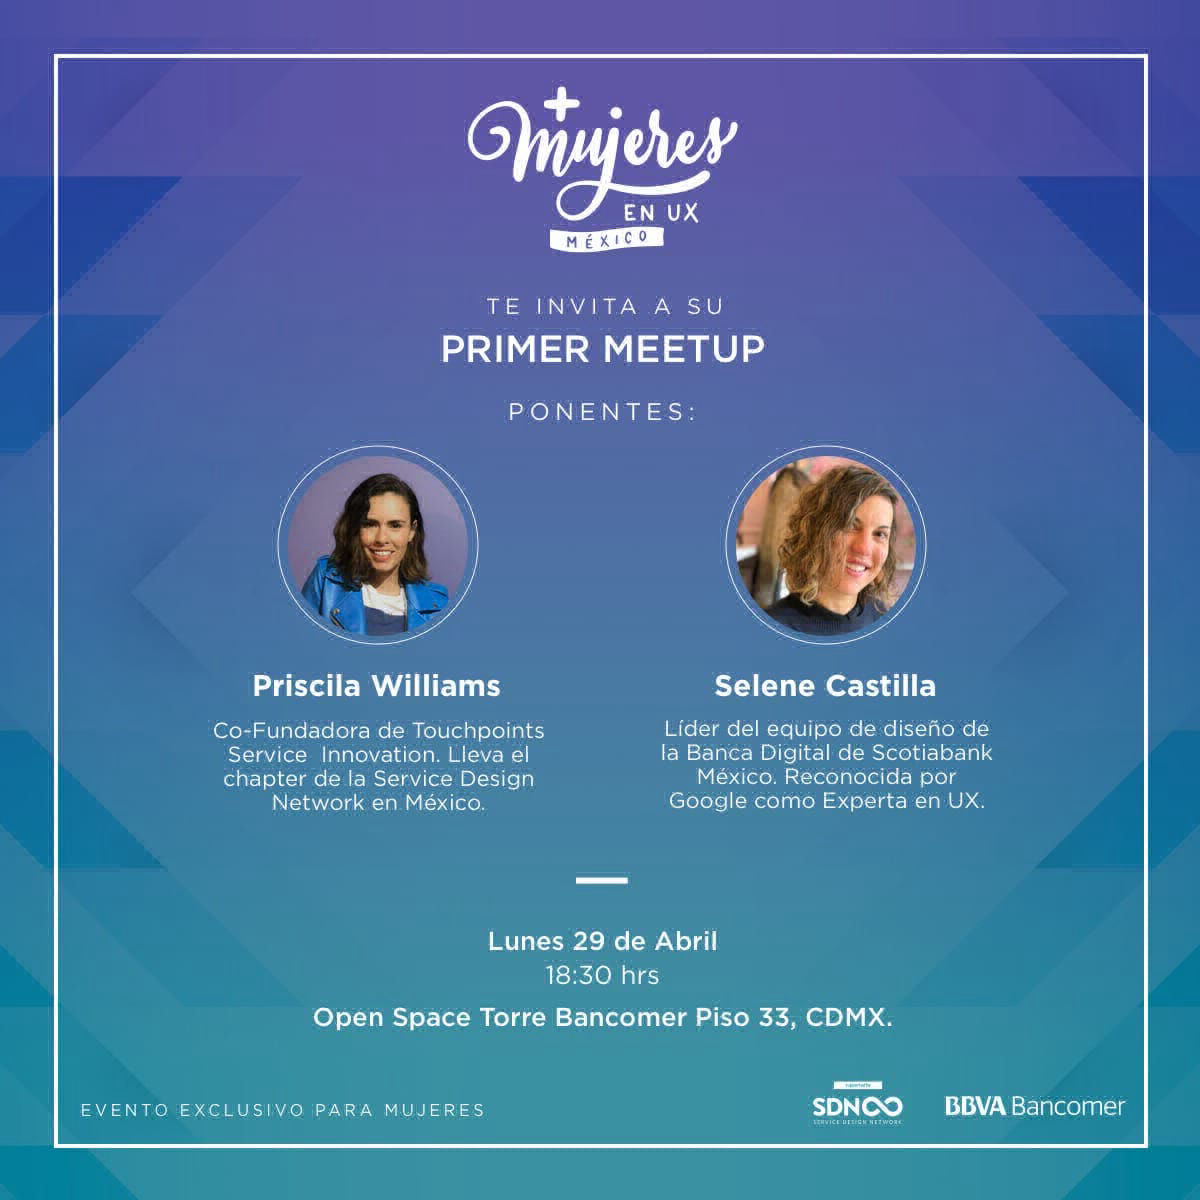 +mujeres
EN UX
MÉXICO
TE INVITA A SU
PRIMER MEETUP
PONENTES:
Priscila Williams
Co-Fundadora de Touchpoints
Service Innovation. Lleva el
chapter de la Service Design
Network en México.
Selene Castilla
Líder del equipo de diseño de
la Banca Digital de Scotiabank
México. Reconocida por
Google como Experta en UX.
Lunes 29 de Abril
18:30 hrs
Open Space Torre Bancomer Piso 33, CDMX.
EVENTO EXCLUSIVO PARA MUJERES
SDN
SERVICE DESIGN NETWORK
BBVA Bancomer